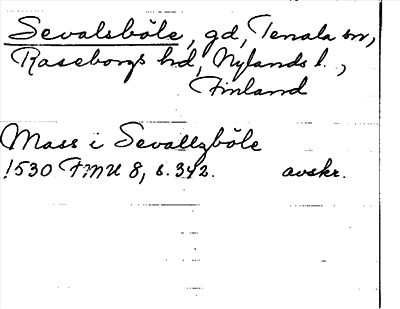 Sevalsböle, gd, Tenala sn,
Raseborgs hd, Nylands l.,
Finland
Mass i Sevallzböle
1530 FMU 8, s. 342. avskr.